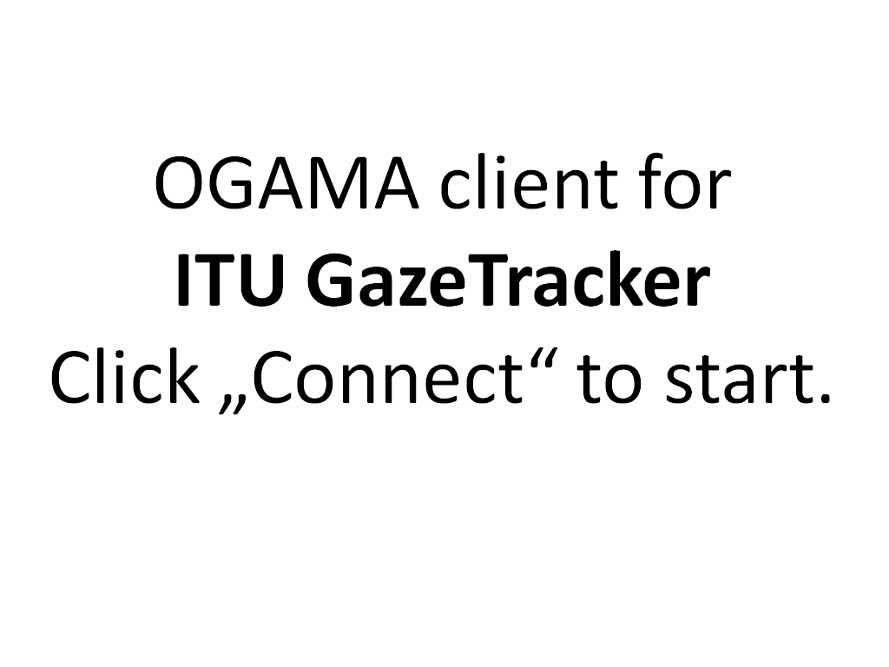 OGAMA client for
ITU GazeTracker
Click „Connect“ to start.